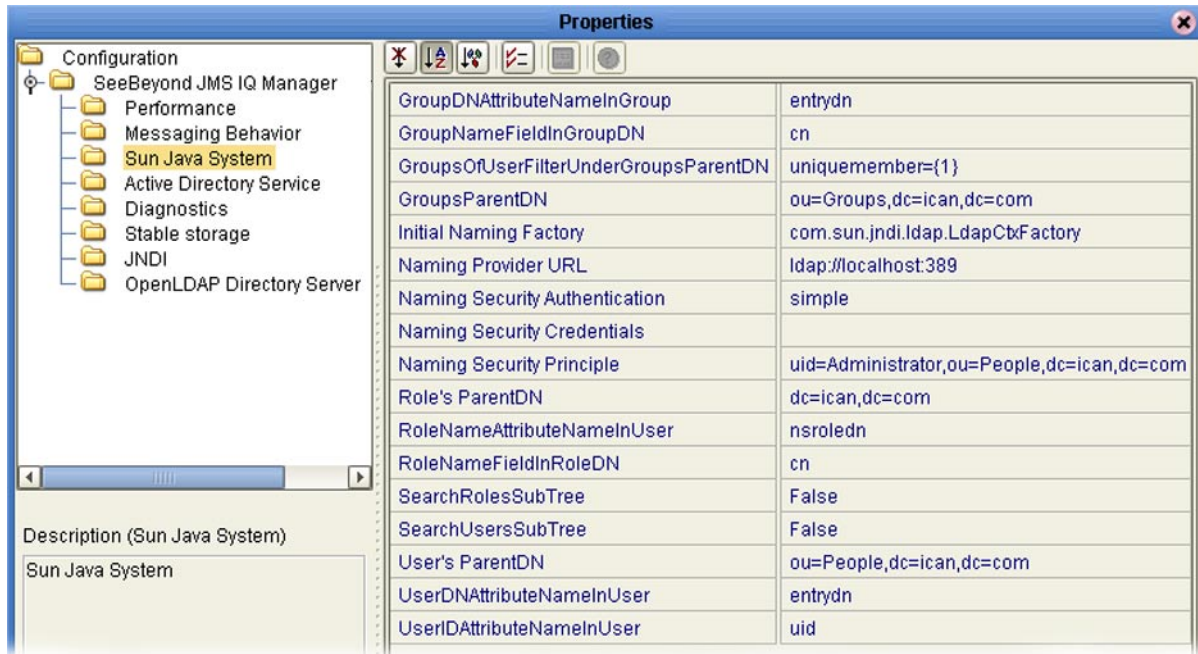 Properties
Configuration
SeeBeyond JMS IQ Manager
Performance
Messaging Behavior
Sun Java System
Active Directory Service
Diagnostics
Stable storage
JNDI
OpenLDAP Directory Server
Description (Sun Java System)
Sun Java System
GroupDNAttributeNameInGroup entrydn
GroupNameFieldInGroupDN cn
GroupsOfUserFilterUnderGroupsParentDN uniquemember={1}
GroupsParentDN ou=Groups,dc=ican,dc=com
Initial Naming Factory com.sun.jndi.ldap.LdapCtxFactory
Naming Provider URL ldap://localhost:389
Naming Security Authentication simple
Naming Security Credentials
Naming Security Principle uid=Administrator,ou=People,dc=ican,dc=com
Role's ParentDN dc=ican,dc=com
RoleNameAttributeNameInUser nsroledn
RoleNameFieldInRoleDN cn
SearchRolesSubTree False
SearchUsersSubTree False
User's ParentDN ou=People,dc=ican,dc=com
UserDNAttributeNameInUser entrydn
UserIDAttributeNameInUser uid